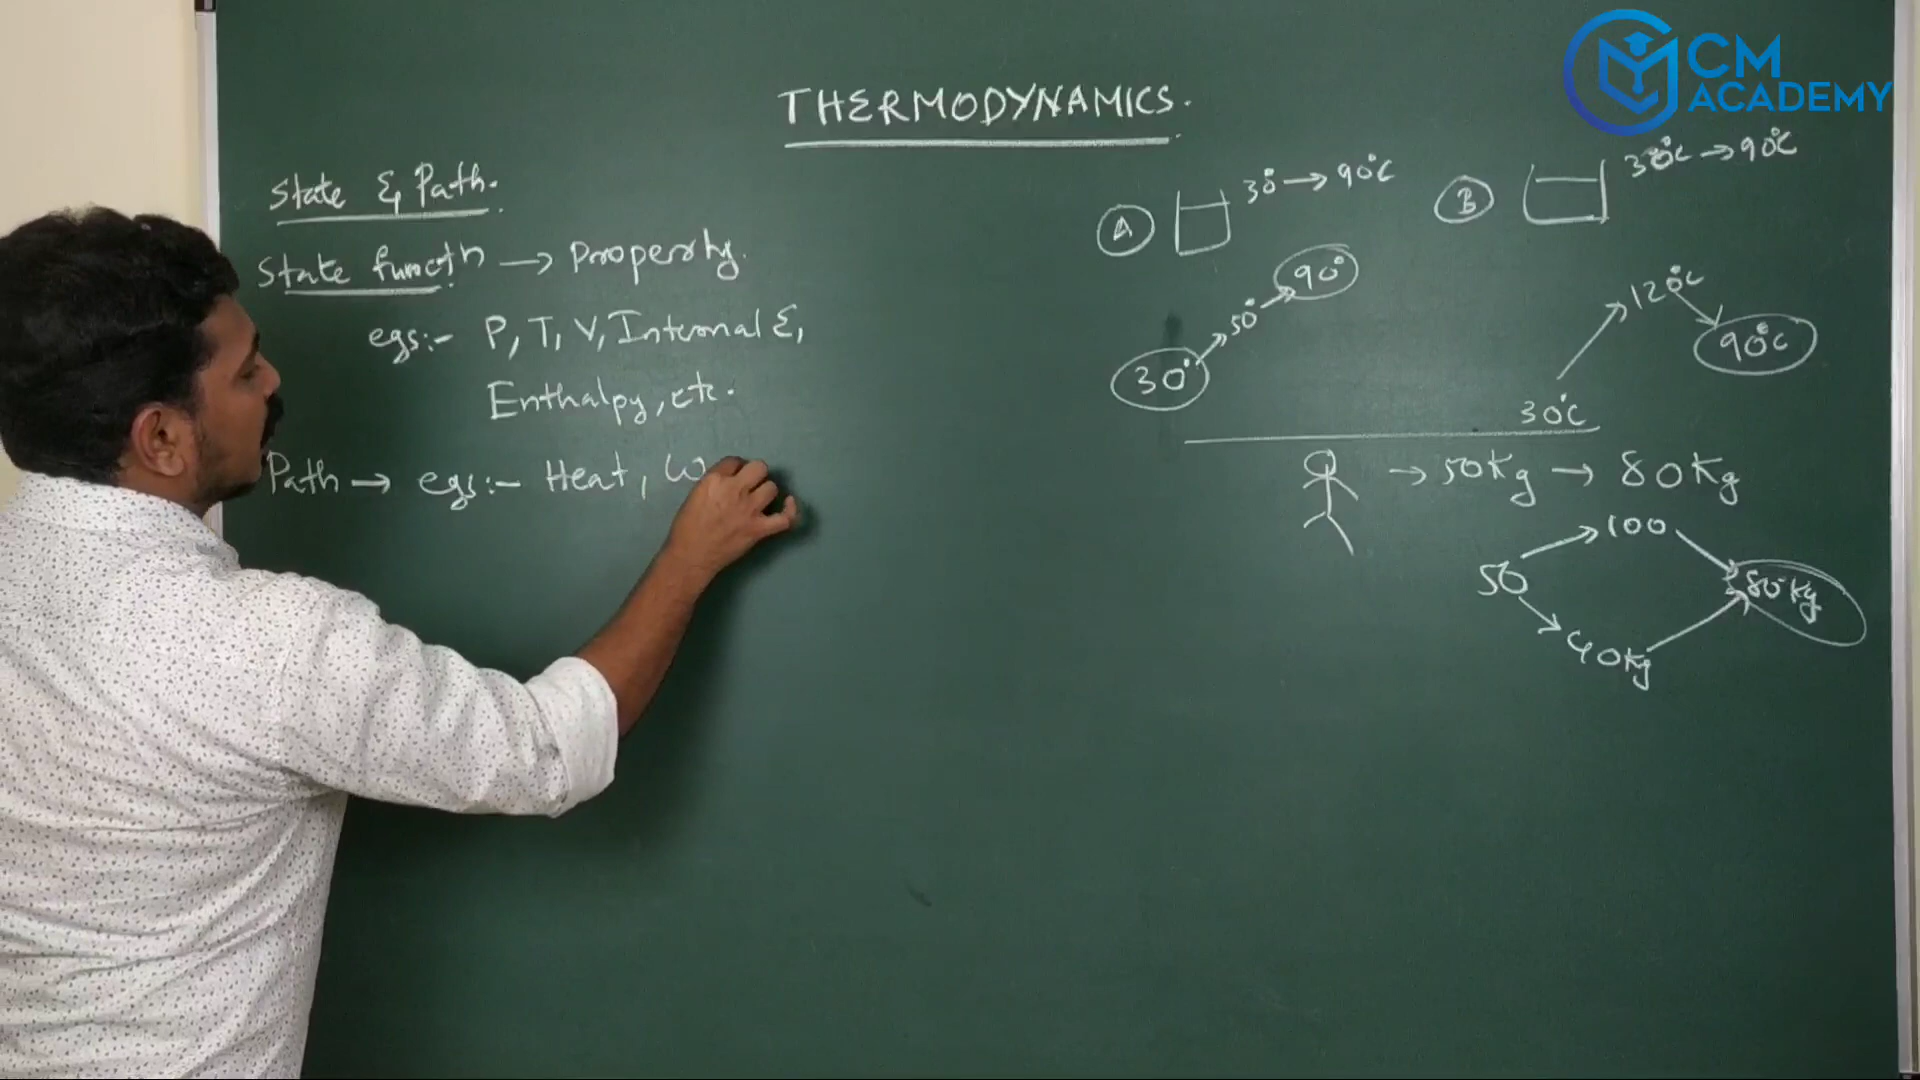 CM
ACADEMY
THERMODYNAMICS.
State & Path.
State functn → Property.
egs:- P, T, V, Internal E,
Enthalpy, etc.
Path → egs:- Heat, W
A 30° → 90°C
B 30°C → 90°C
30° → 50° → 90°
30°C → 120°C → 90°C
→ 50Kg → 80Kg
50 → 100 → 80Kg
→ 40Kg